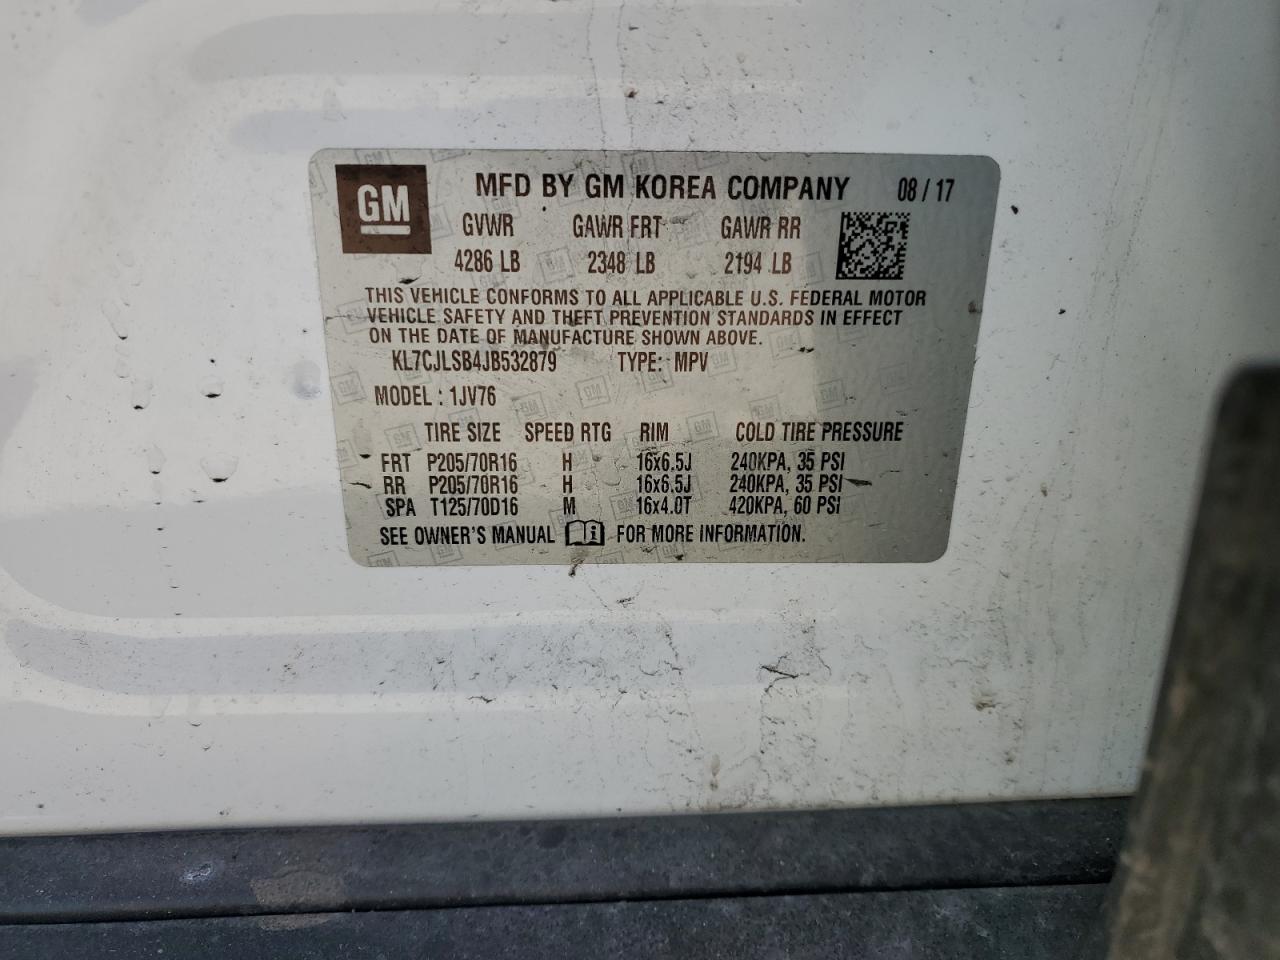 GM MFD BY GM KOREA COMPANY 08 / 17
GVWR GAWR FRT GAWR RR
4286 LB 2348 LB 2194 LB
THIS VEHICLE CONFORMS TO ALL APPLICABLE U.S. FEDERAL MOTOR
VEHICLE SAFETY AND THEFT PREVENTION STANDARDS IN EFFECT
ON THE DATE OF MANUFACTURE SHOWN ABOVE.
KL7CJLSB4JB532879 TYPE: MPV
MODEL : 1JV76
TIRE SIZE SPEED RTG RIM COLD TIRE PRESSURE
FRT P205/70R16 H 16x6.5J 240KPA, 35 PSI
RR P205/70R16 H 16x6.5J 240KPA, 35 PSI
SPA T125/70D16 M 16x4.0T 420KPA, 60 PSI
SEE OWNER'S MANUAL i FOR MORE INFORMATION.